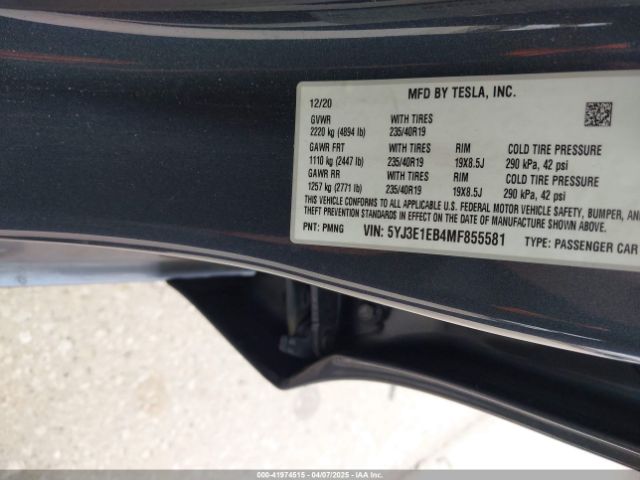 MFD BY TESLA, INC.
12/20
GVWR WITH TIRES
2220 kg (4894 lb) 235/40R19
GAWR FRT WITH TIRES RIM COLD TIRE PRESSURE
1110 kg (2447 lb) 235/40R19 19X8.5J 290 kPa, 42 psi
GAWR RR WITH TIRES RIM COLD TIRE PRESSURE
1257 kg (2771 lb) 235/40R19 19X8.5J 290 kPa, 42 psi
THIS VEHICLE CONFORMS TO ALL APPLICABLE U.S. FEDERAL MOTOR VEHICLE SAFETY, BUMPER, AND
THEFT PREVENTION STANDARDS IN EFFECT ON THE DATE OF MANUFACTURE SHOWN ABOVE.
PNT: PMNG VIN: 5YJ3E1EB4MF855581 TYPE: PASSENGER CAR
000-41974515 - 04/07/2025 - IAA Inc.